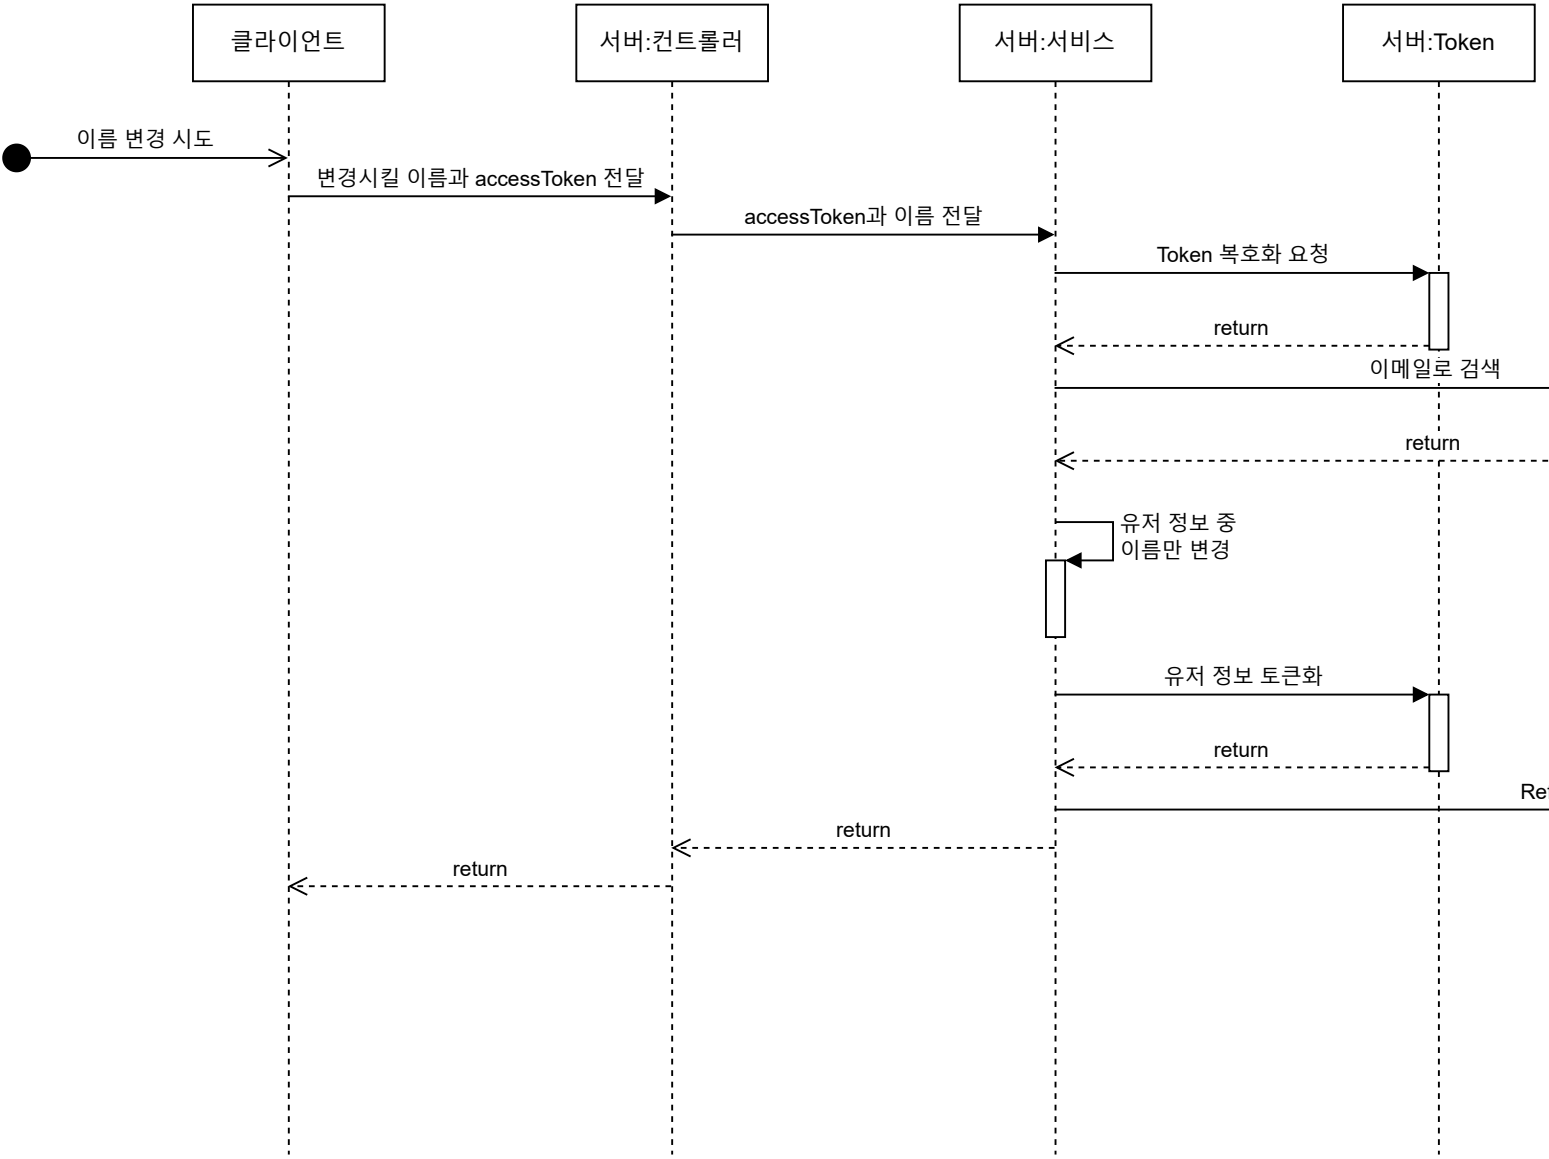 클라이언트
서버:컨트롤러
서버:서비스
서버:Token
이름 변경 시도
변경시킬 이름과 accessToken 전달
accessToken과 이름 전달
Token 복호화 요청
return
이메일로 검색
return
유저 정보 중
이름만 변경
유저 정보 토큰화
return
return
return